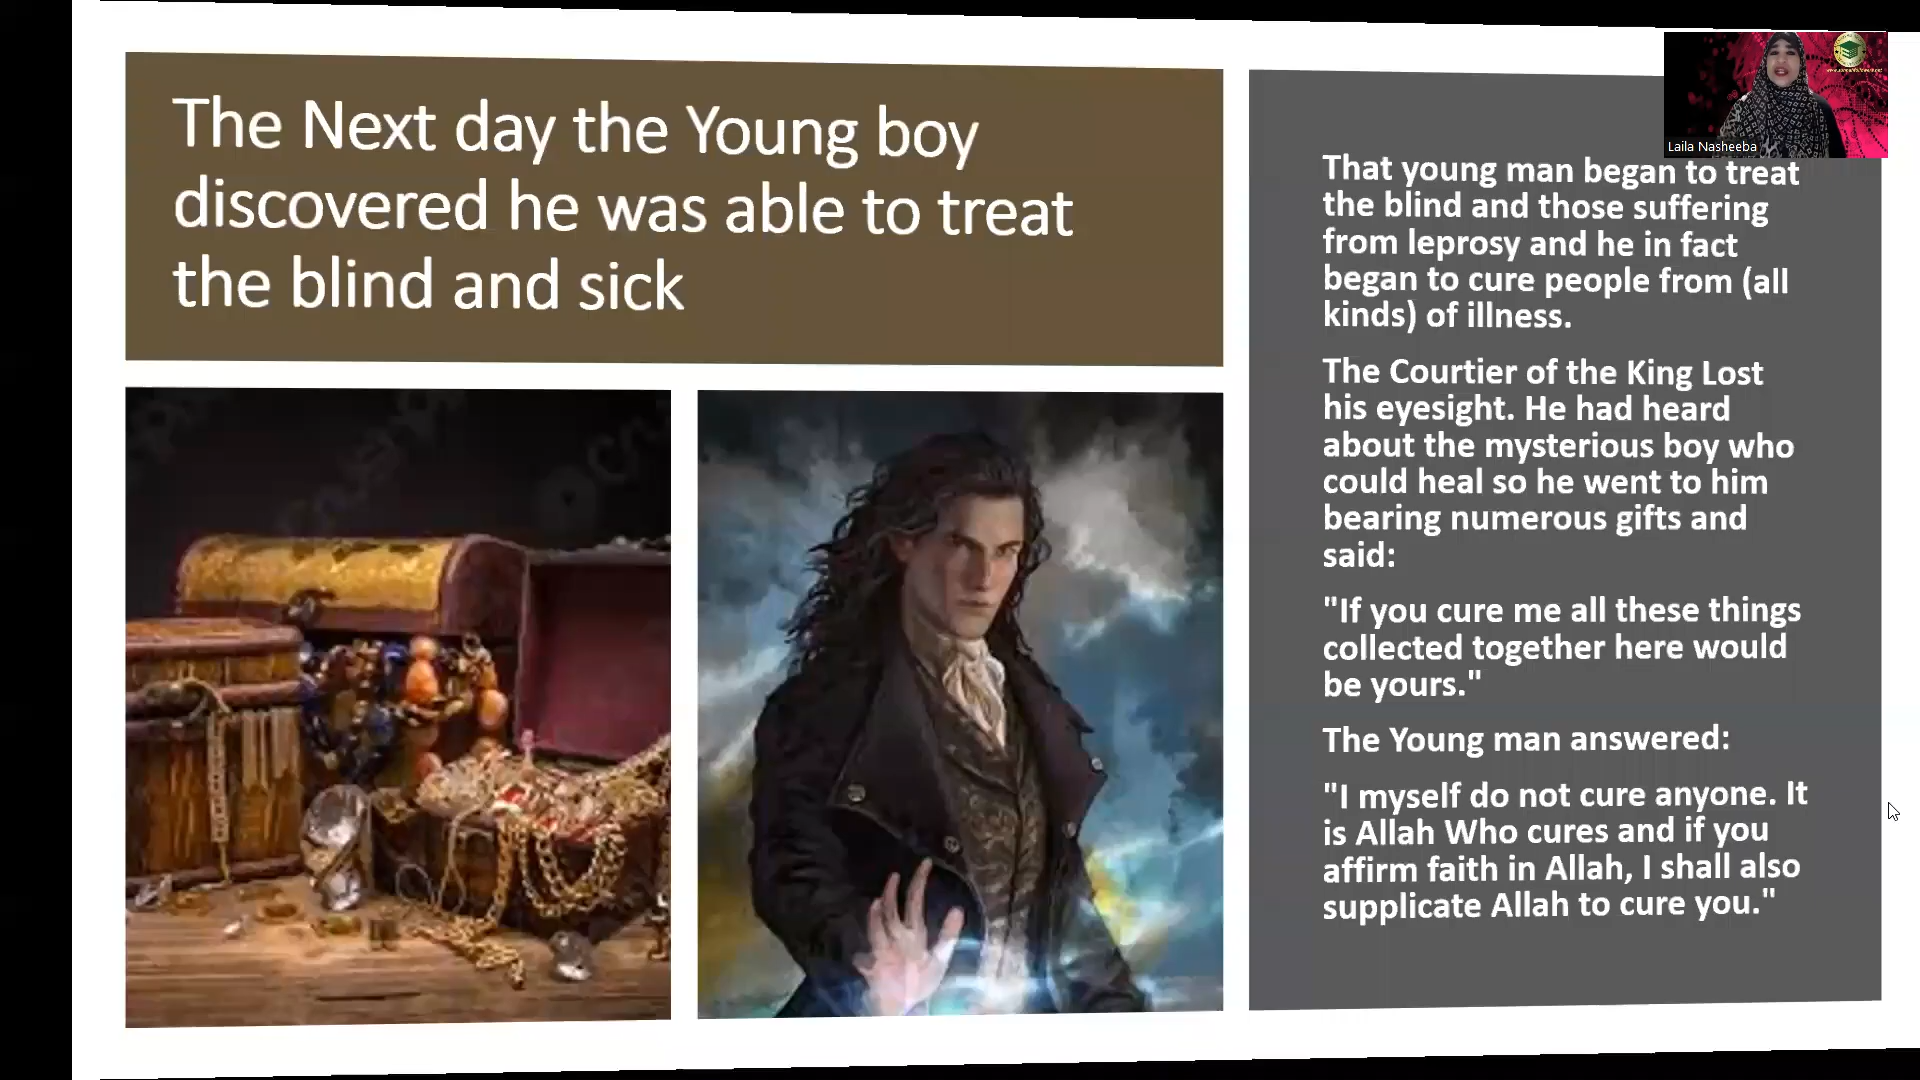 The Next day the Young boy
discovered he was able to treat
the blind and sick
Laila Nasheeba
That young man began to treat
the blind and those suffering
from leprosy and he in fact
began to cure people from (all
kinds) of illness.
The Courtier of the King Lost
his eyesight. He had heard
about the mysterious boy who
could heal so he went to him
bearing numerous gifts and
said:
"If you cure me all these things
collected together here would
be yours."
The Young man answered:
"I myself do not cure anyone. It
is Allah Who cures and if you
affirm faith in Allah, I shall also
supplicate Allah to cure you."